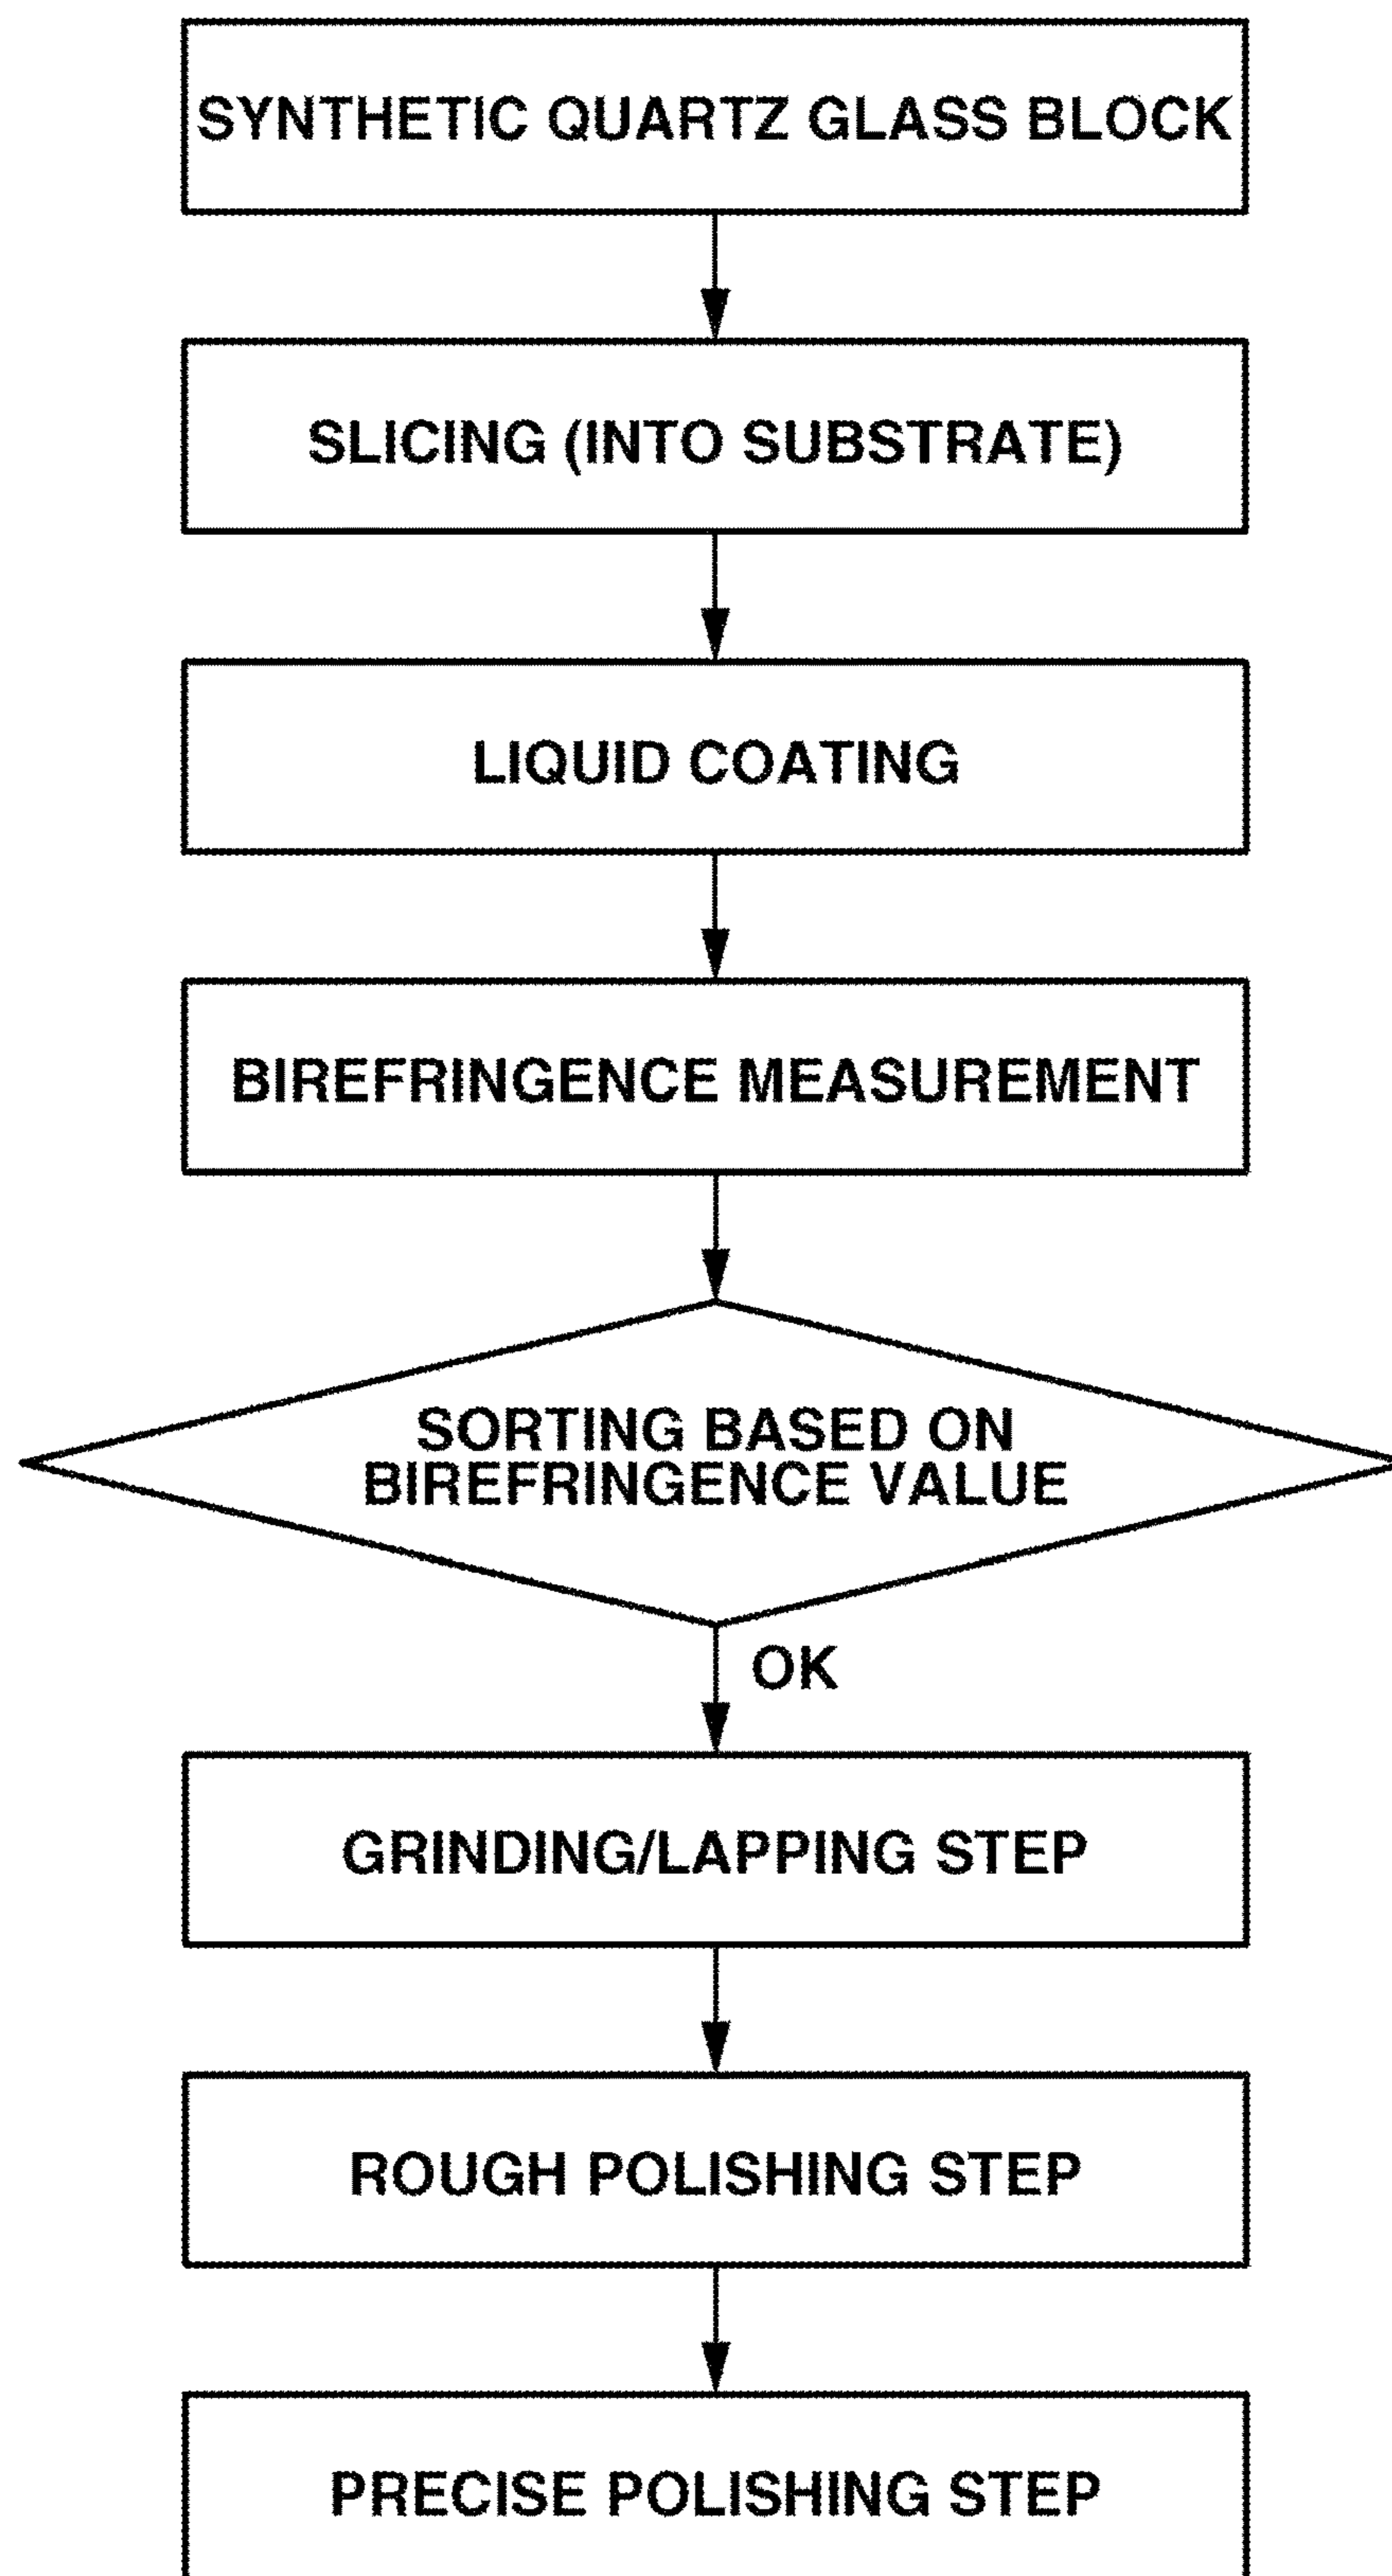 SYNTHETIC QUARTZ GLASS BLOCK
SLICING (INTO SUBSTRATE)
LIQUID COATING
BIREFRINGENCE MEASUREMENT
SORTING BASED ON
BIREFRINGENCE VALUE
OK
GRINDING/LAPPING STEP
ROUGH POLISHING STEP
PRECISE POLISHING STEP